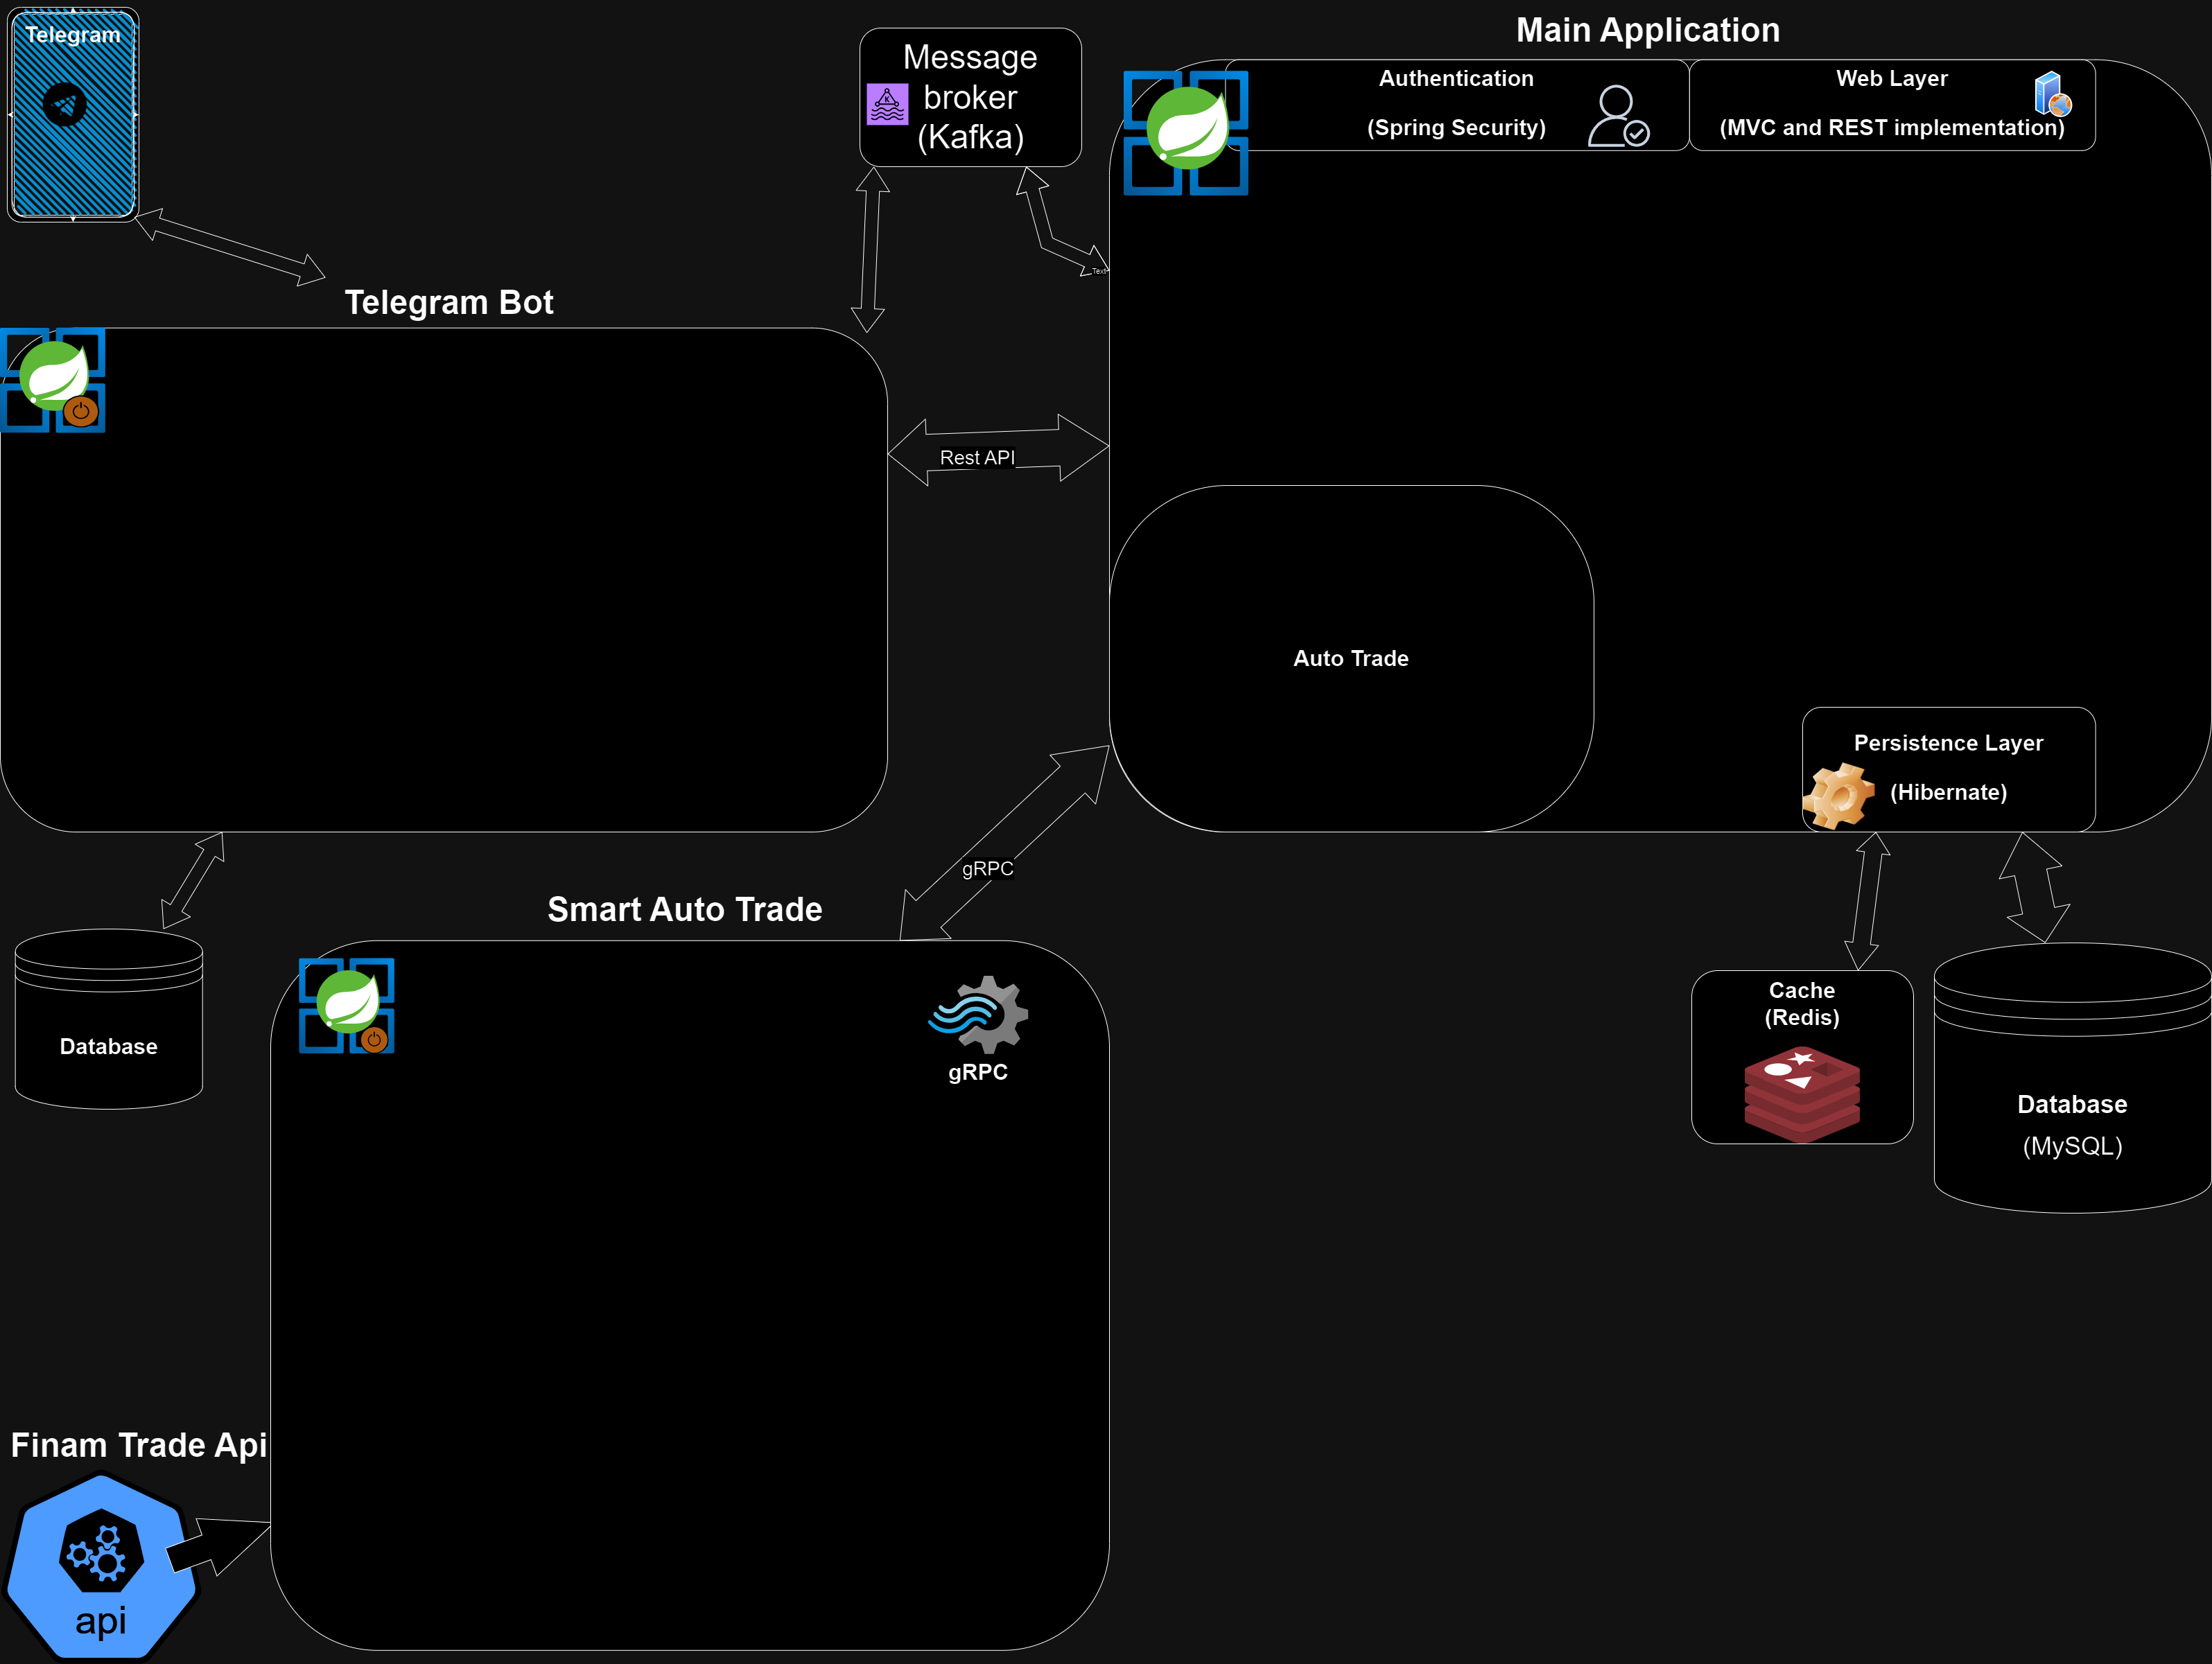 Telegram
Message
broker
(Kafka)
K
Main Application
Authentication
(Spring Security)
Web Layer
(MVC and REST implementation)
Text
Telegram Bot
Rest API
Auto Trade
Persistence Layer
(Hibernate)
gRPC
Smart Auto Trade
Database
gRPC
Cache
(Redis)
Database
(MySQL)
Finam Trade Api
api